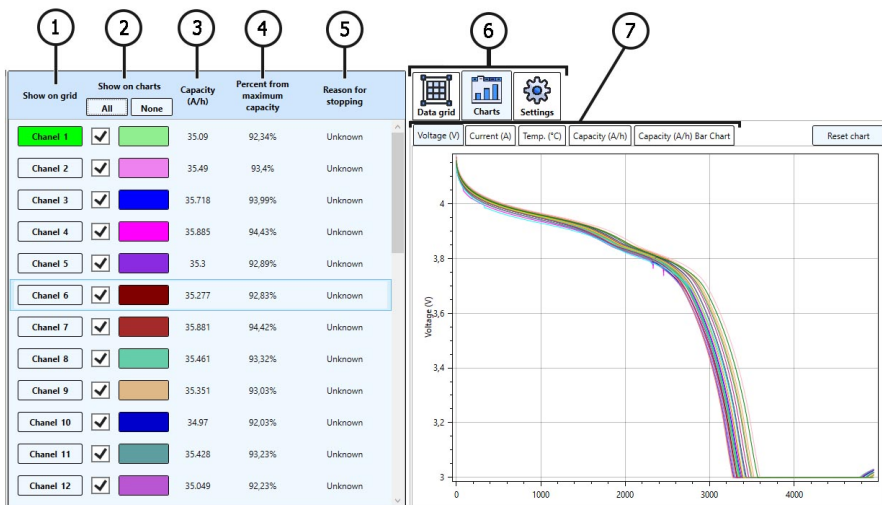 1
2
3
4
5
6
7
Show on grid
Show on charts
All
None
Capacity
(A/h)
Percent from
maximum
capacity
Reason for
stopping
Data grid
Charts
Settings
Voltage (V)
Current (A)
Temp. (°C)
Capacity (A/h)
Capacity (A/h) Bar Chart
Reset chart
Chanel 1 35.09 92,34% Unknown
Chanel 2 35.49 93,4% Unknown
Chanel 3 35.718 93,99% Unknown
Chanel 4 35.885 94,43% Unknown
Chanel 5 35.3 92,89% Unknown
Chanel 6 35.277 92,83% Unknown
Chanel 7 35.881 94,42% Unknown
Chanel 8 35.461 93,32% Unknown
Chanel 9 35.351 93,03% Unknown
Chanel 10 34.97 92,03% Unknown
Chanel 11 35.428 93,23% Unknown
Chanel 12 35.049 92,23% Unknown
Voltage (V)
4
3,8
3,6
3,4
3,2
3
0
1000
2000
3000
4000